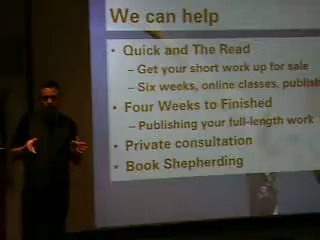 We can help
• Quick and The Read
– Get your short work up for sale
– Six weeks, online classes, publish
• Four Weeks to Finished
– Publishing your full-length work
• Private consultation
• Book Shepherding